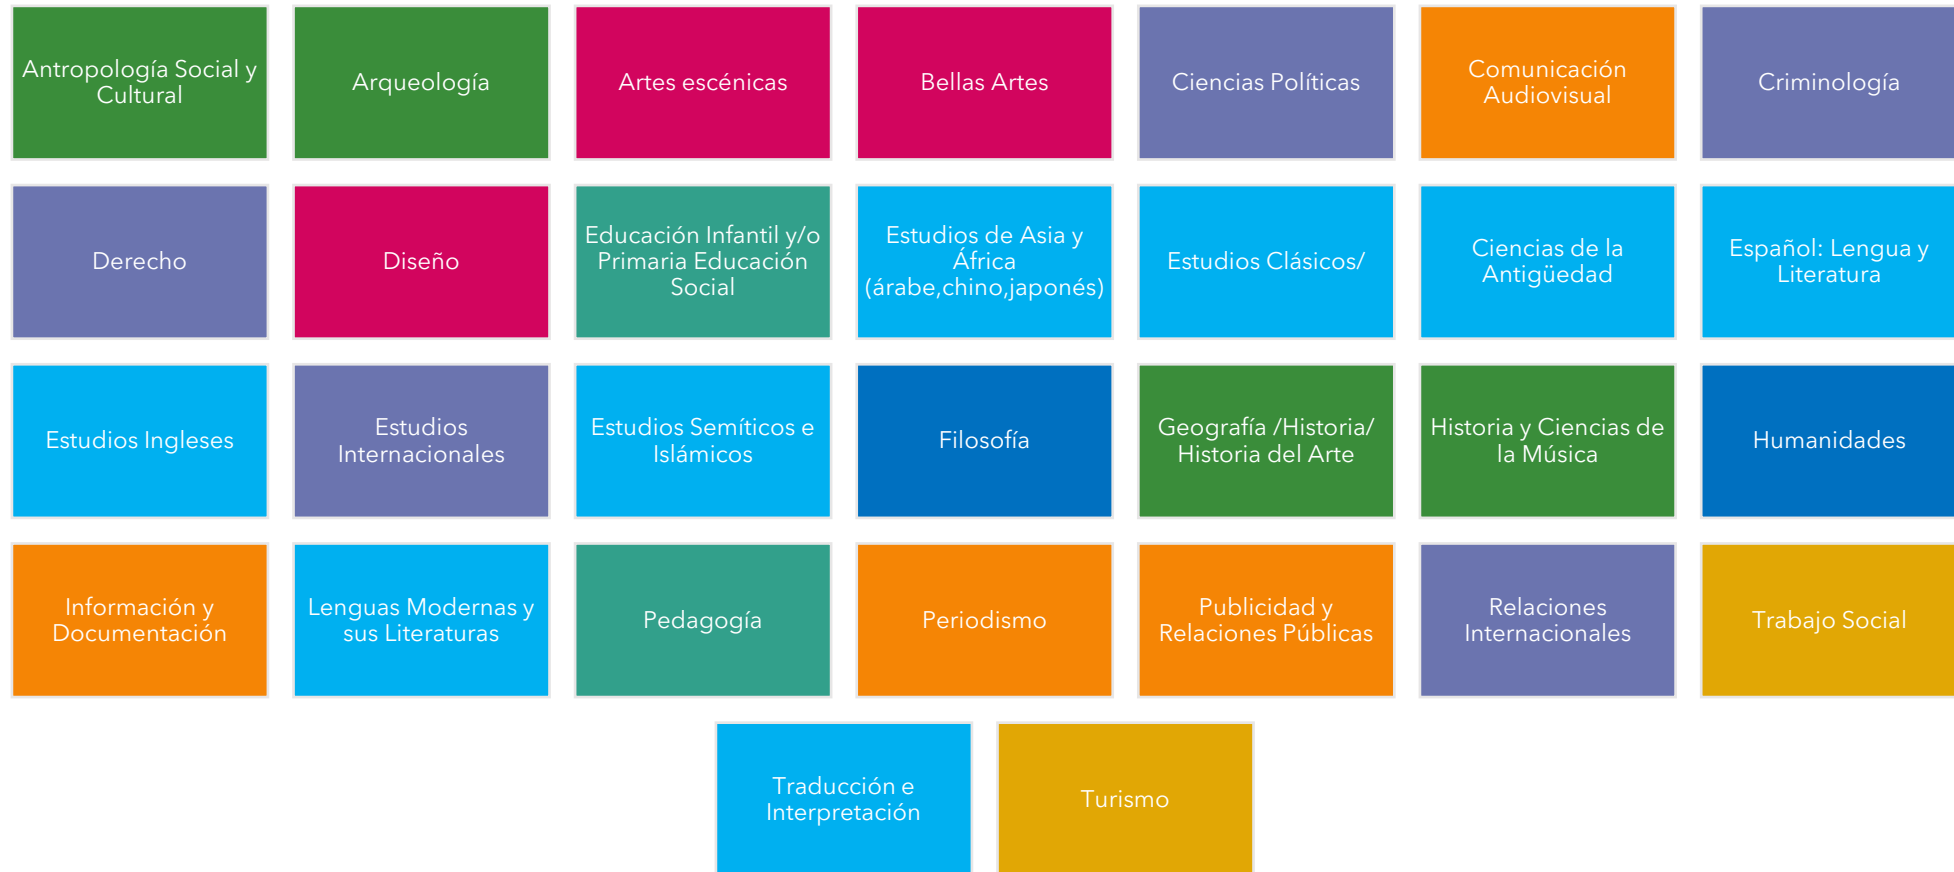 Antropología Social y
Cultural
Arqueología
Artes escénicas
Bellas Artes
Ciencias Políticas
Comunicación
Audiovisual
Criminología
Derecho
Diseño
Educación Infantil y/o
Primaria Educación
Social
Estudios de Asia y
África
(árabe,chino,japonés)
Estudios Clásicos/
Ciencias de la
Antigüedad
Español: Lengua y
Literatura
Estudios Ingleses
Estudios
Internacionales
Estudios Semíticos e
Islámicos
Filosofía
Geografía /Historia/
Historia del Arte
Historia y Ciencias de
la Música
Humanidades
Información y
Documentación
Lenguas Modernas y
sus Literaturas
Pedagogía
Periodismo
Publicidad y
Relaciones Públicas
Relaciones
Internacionales
Trabajo Social
Traducción e
Interpretación
Turismo